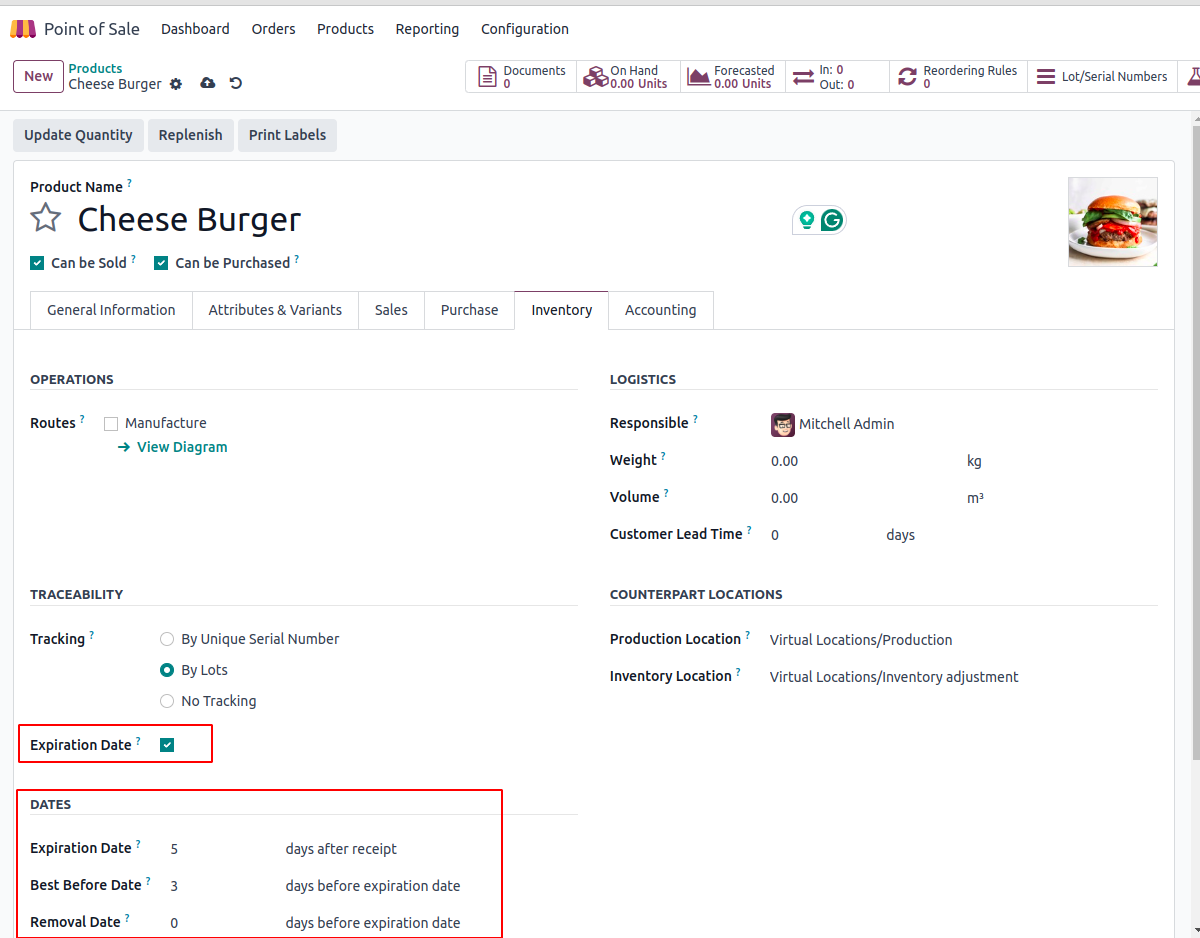 Point of Sale Dashboard Orders Products Reporting Configuration
New
Products
Cheese Burger
Documents
0
On Hand
0.00 Units
Forecasted
0.00 Units
In: 0
Out: 0
Reordering Rules
0
Lot/Serial Numbers
Update Quantity Replenish Print Labels
Product Name ?
Cheese Burger
Can be Sold ? Can be Purchased ?
General Information Attributes & Variants Sales Purchase Inventory Accounting
OPERATIONS
Routes ? Manufacture
→ View Diagram
LOGISTICS
Responsible ? Mitchell Admin
Weight ? 0.00 kg
Volume ? 0.00 m³
Customer Lead Time ? 0 days
TRACEABILITY
Tracking ? By Unique Serial Number
By Lots
No Tracking
Expiration Date ?
COUNTERPART LOCATIONS
Production Location ? Virtual Locations/Production
Inventory Location ? Virtual Locations/Inventory adjustment
DATES
Expiration Date ? 5 days after receipt
Best Before Date ? 3 days before expiration date
Removal Date ? 0 days before expiration date